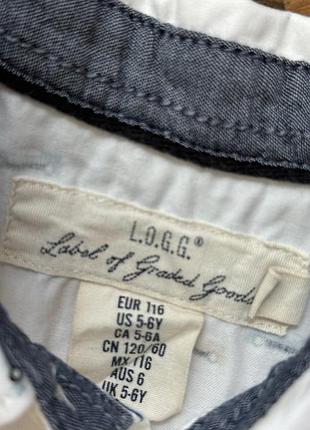 L.O.G.G.®
Label of Graded Goods
EUR 116
US 5-6Y
CA 5-6A
CN 120/60
MX 116
AUS 6
UK 5-6Y